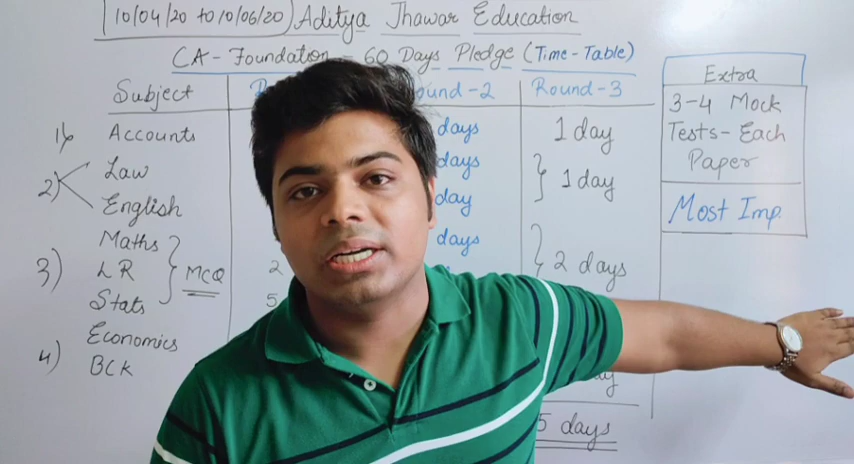 10/04/20 to 10/06/20) Aditya Jhawar Education
CA - Foundation - 60 Days Pledge (Time - Table)
Subject
Round - 3
1) Accounts
days
1 day
2) Law
days
English
day
1 day
Maths
days
3) LR
MCQ
2
2 days
Stats
5
4) Economics
BCK
5 days
Extra
3-4 Mock
Tests - Each
Paper
Most Imp.